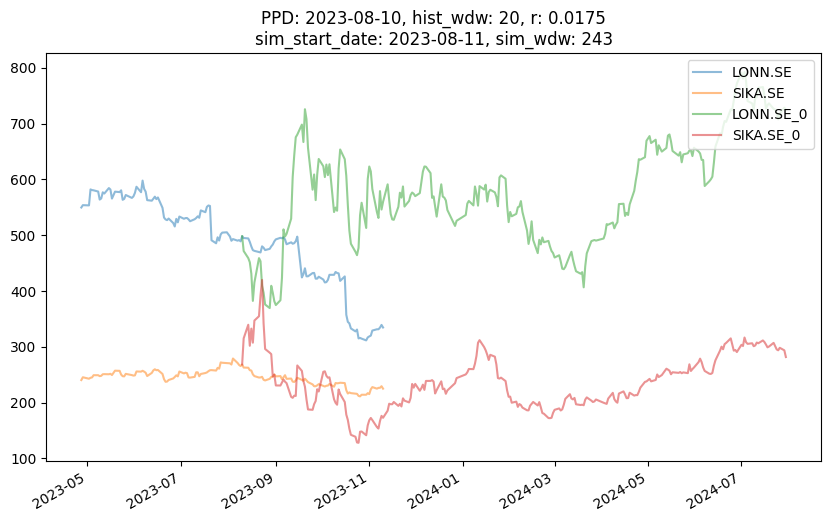 PPD: 2023-08-10, hist_wdw: 20, r: 0.0175
sim_start_date: 2023-08-11, sim_wdw: 243
LONN.SE
SIKA.SE
LONN.SE_0
SIKA.SE_0
800
700
600
500
400
300
200
100
2023-05
2023-07
2023-09
2023-11
2024-01
2024-03
2024-05
2024-07